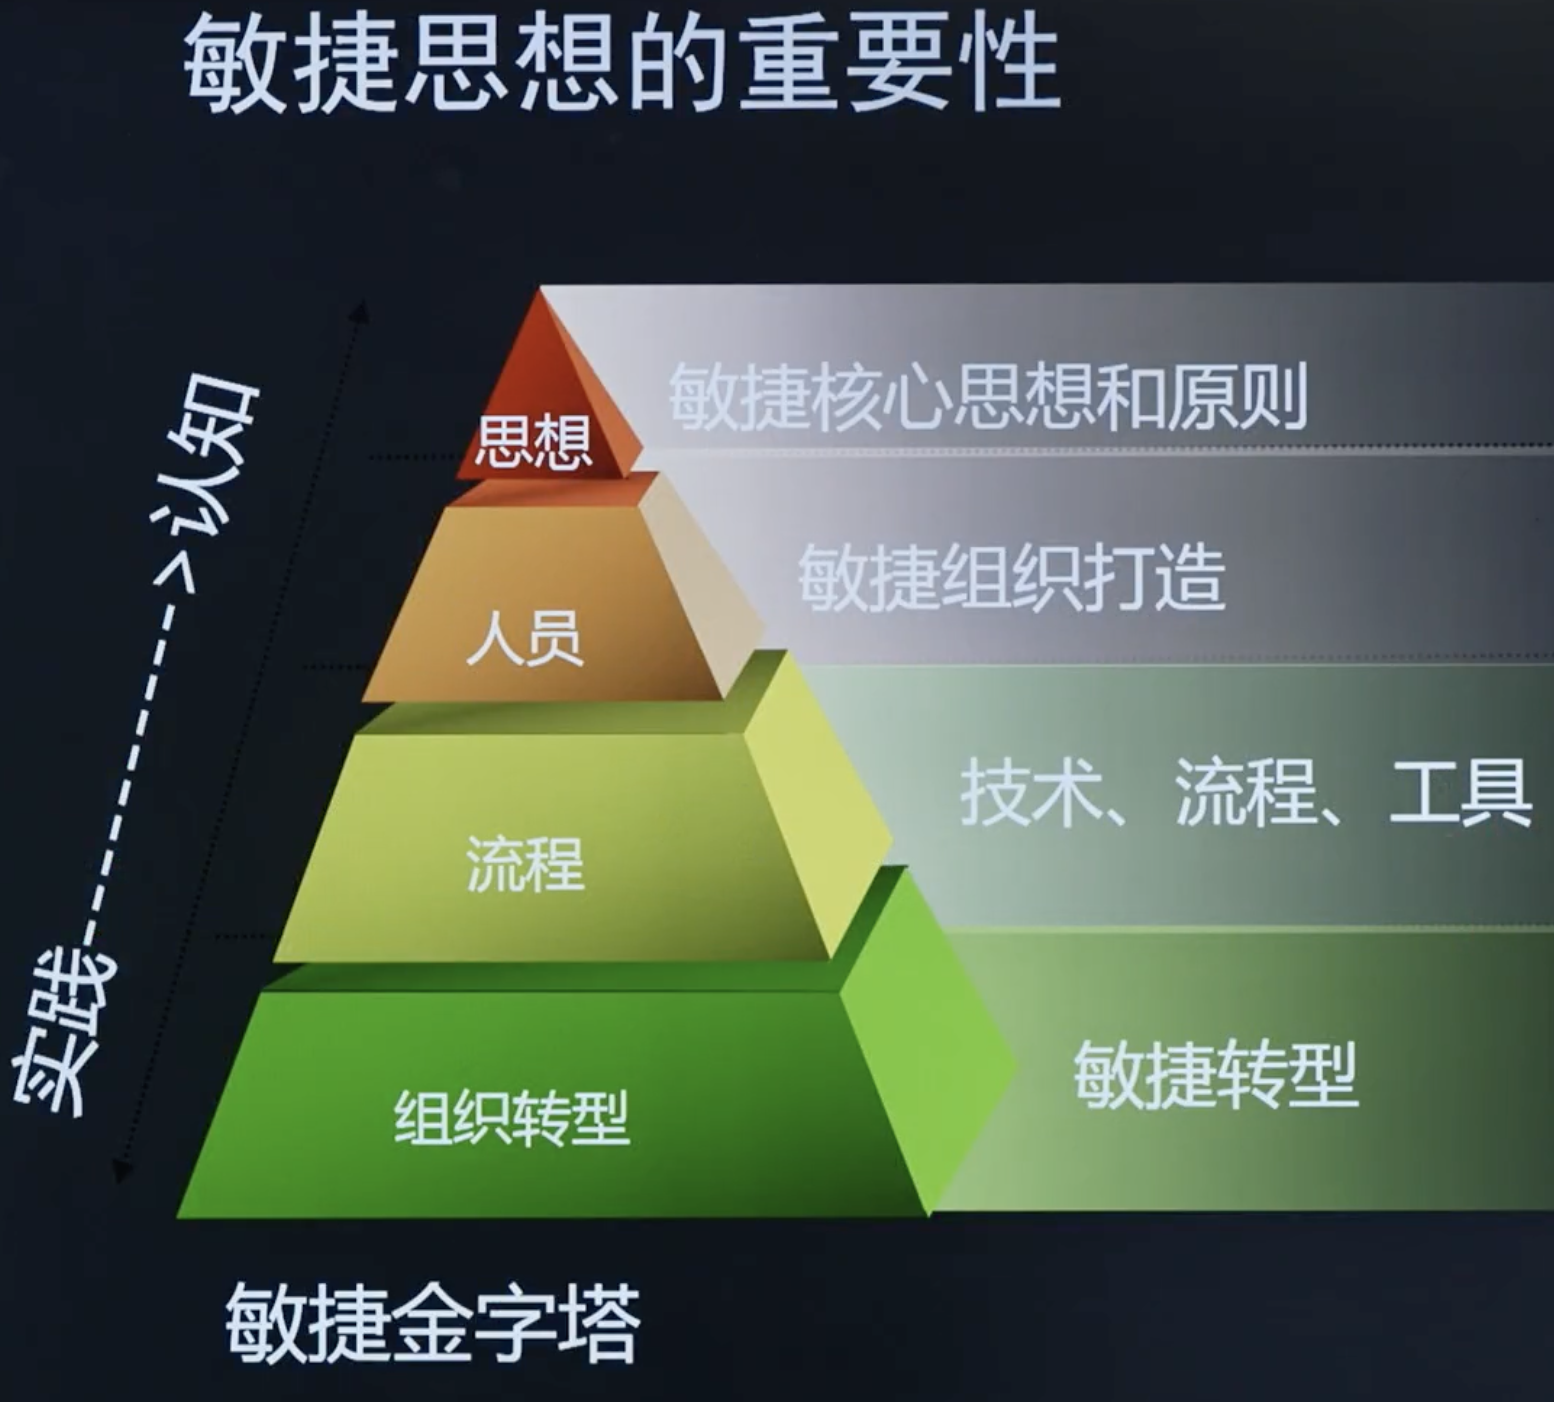 敏捷思想的重要性
思想
敏捷核心思想和原则
人员
敏捷组织打造
流程
技术、流程、工具
组织转型
敏捷转型
实践------>认知
敏捷金字塔